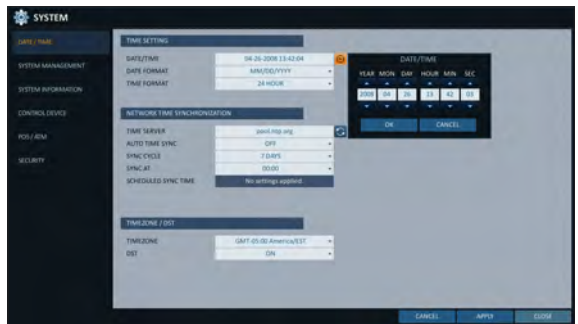 SYSTEM
DATE / TIME
SYSTEM MANAGEMENT
SYSTEM INFORMATION
CONTROL DEVICE
POS / ATM
SECURITY
TIME SETTING
DATE/TIME 04-26-2008 13:42:04
DATE FORMAT MM/DD/YYYY
TIME FORMAT 24 HOUR
NETWORK TIME SYNCHRONIZATION
TIME SERVER pool.ntp.org
AUTO TIME SYNC OFF
SYNC CYCLE 7 DAYS
SYNC AT 00:00
SCHEDULED SYNC TIME No settings applied
TIMEZONE / DST
TIMEZONE GMT-05:00 America/EST
DST ON
DATE/TIME
YEAR MON DAY HOUR MIN SEC
2008 04 26 13 42 03
OK CANCEL
CANCEL APPLY CLOSE